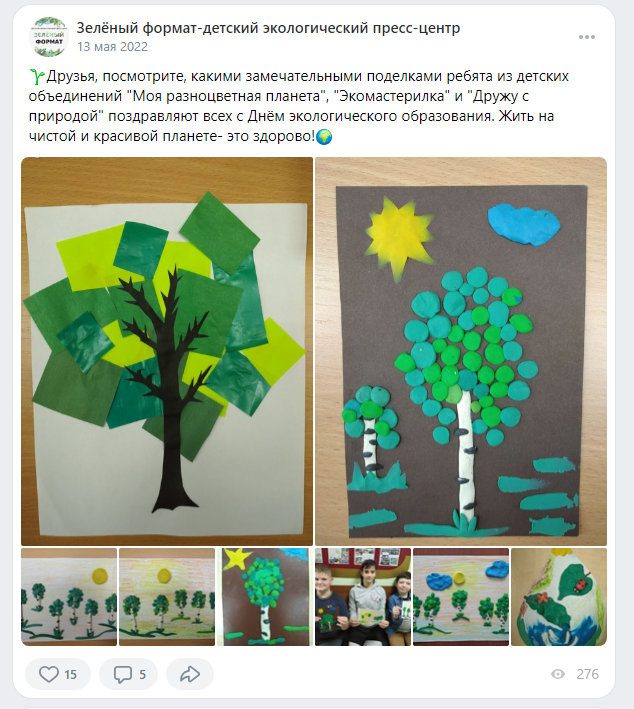 Зелёный формат-детский экологический пресс-центр
13 мая 2022
ЗЕЛЁНЫЙ
ФОРМАТ
Друзья, посмотрите, какими замечательными поделками ребята из детских
объединений "Моя разноцветная планета", "Экомастерилка" и "Дружу с
природой" поздравляют всех с Днём экологического образования. Жить на
чистой и красивой планете- это здорово!
15
5
276